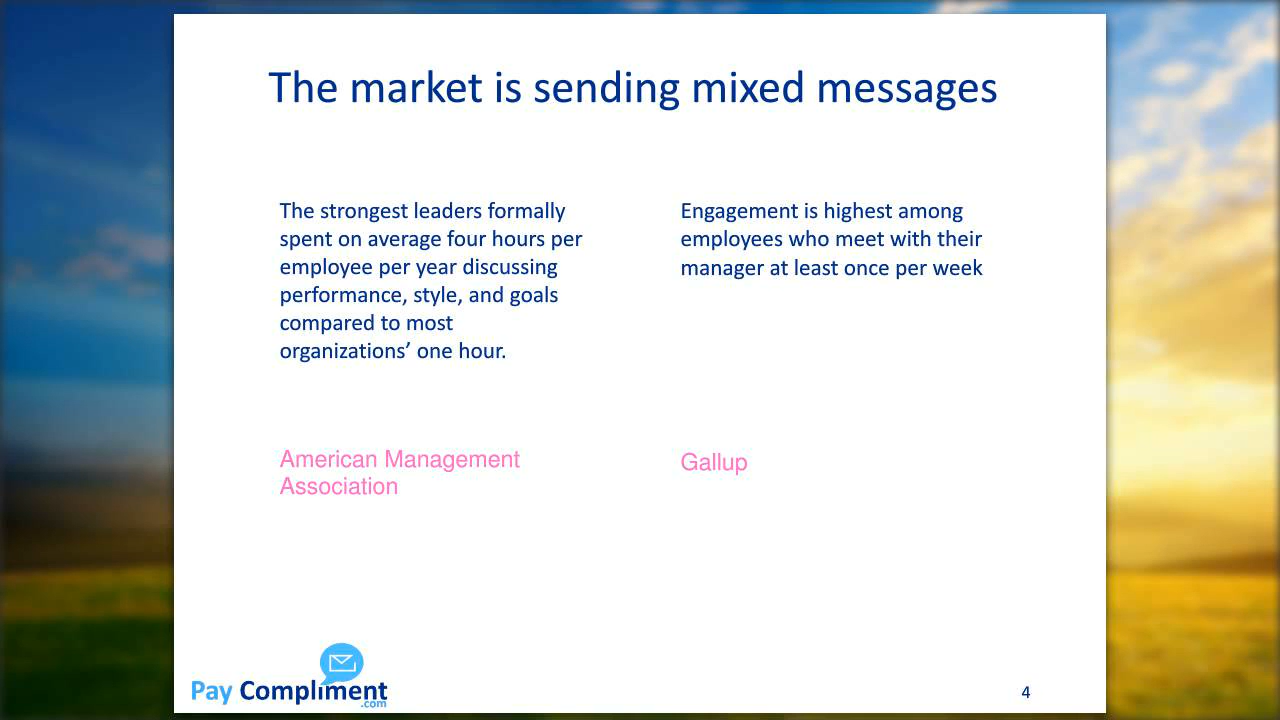 The market is sending mixed messages
The strongest leaders formally
spent on average four hours per
employee per year discussing
performance, style, and goals
compared to most
organizations’ one hour.
American Management
Association
Engagement is highest among
employees who meet with their
manager at least once per week
Gallup
Pay Compliment
.com
4